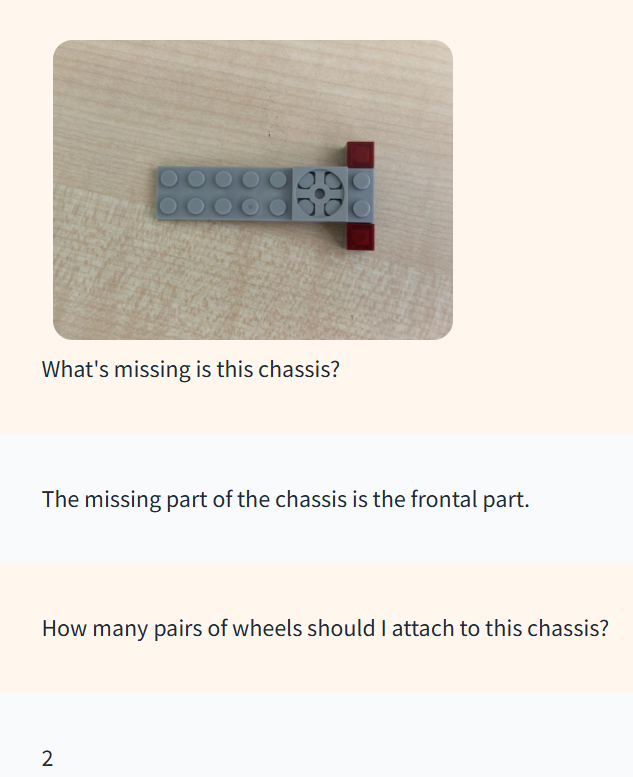 What's missing is this chassis?
The missing part of the chassis is the frontal part.
How many pairs of wheels should I attach to this chassis?
2